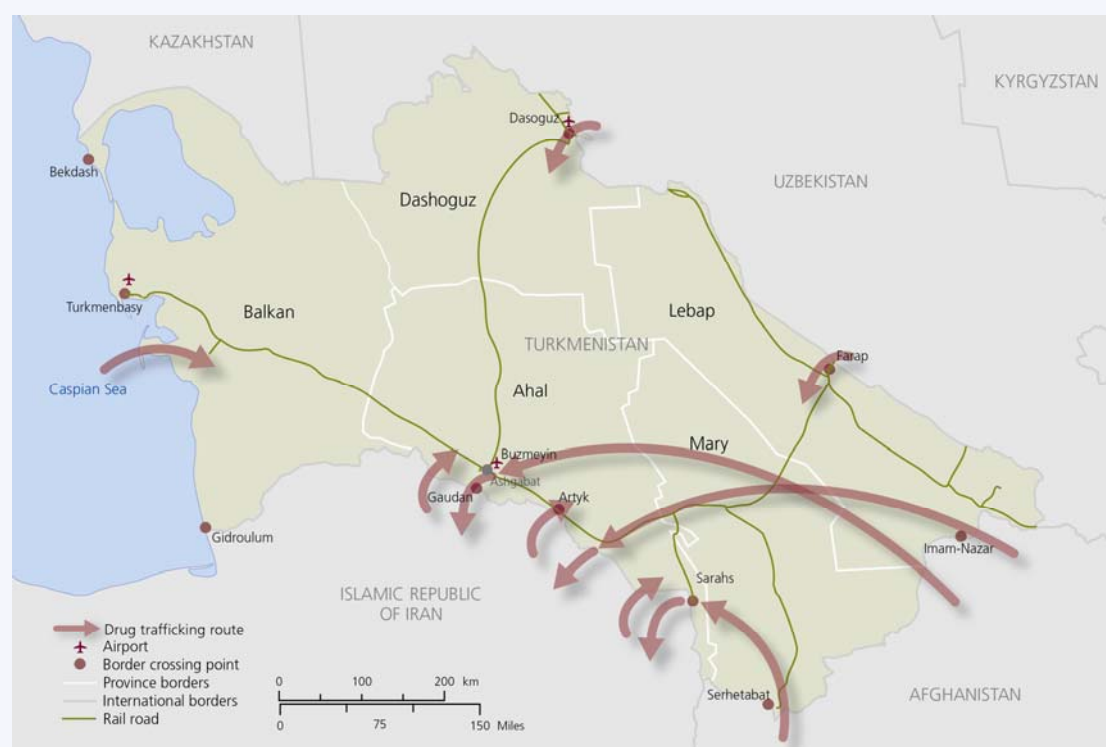 KAZAKHSTAN
KYRGYZSTAN
Dasoguz
Bekdash
UZBEKISTAN
Dashoguz
Turkmenbasy
Balkan
Lebap
TURKMENISTAN
Farap
Caspian Sea
Ahal
Mary
Buzmeyin
Ashgabat
Gaudan
Artyk
Gidroulum
Imam-Nazar
Sarahs
ISLAMIC REPUBLIC
OF IRAN
Serhetabat
AFGHANISTAN
Drug trafficking route
Airport
Border crossing point
Province borders
International borders
Rail road
0 100 200 km
0 75 150 Miles